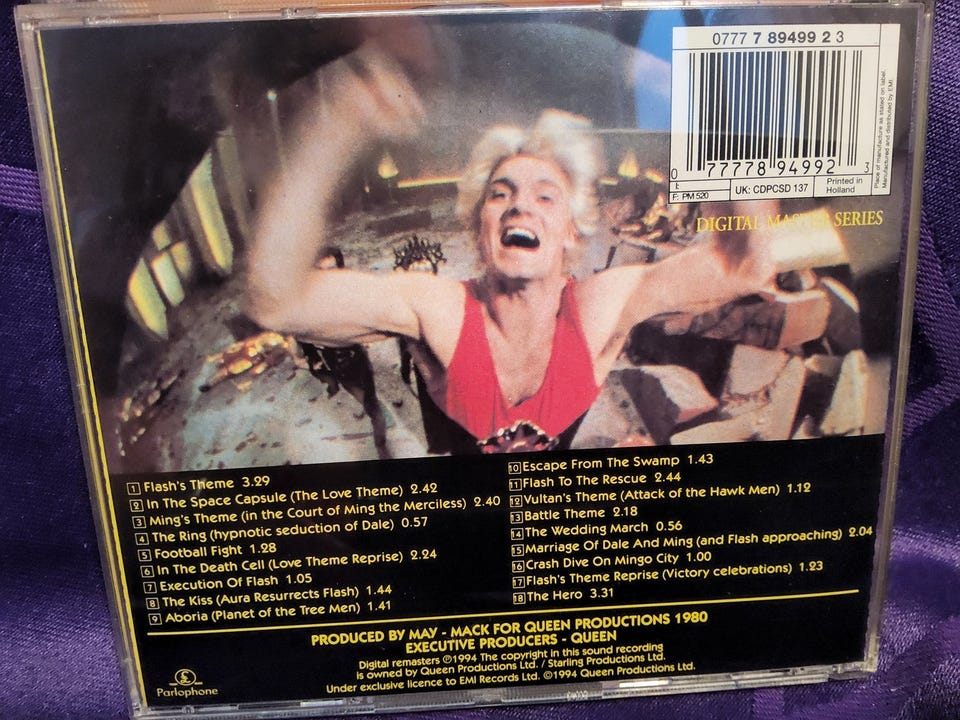 0777 7 89499 2 3
0 77778 94992 3
Place of manufacture as stated on label.
Manufactured and distributed by EMI.
I:
F: PM 520
UK: CDPCSD 137
Printed in
Holland
DIGITAL MASTER SERIES
1 Flash's Theme 3.29
2 In The Space Capsule (The Love Theme) 2.42
3 Ming's Theme (in the Court of Ming the Merciless) 2.40
4 The Ring (hypnotic seduction of Dale) 0.57
5 Football Fight 1.28
6 In The Death Cell (Love Theme Reprise) 2.24
7 Execution Of Flash 1.05
8 The Kiss (Aura Resurrects Flash) 1.44
9 Aboria (Planet of the Tree Men) 1.41
10 Escape From The Swamp 1.43
11 Flash To The Rescue 2.44
12 Vultan's Theme (Attack of the Hawk Men) 1.12
13 Battle Theme 2.18
14 The Wedding March 0.56
15 Marriage Of Dale And Ming (and Flash approaching) 2.04
16 Crash Dive On Mingo City 1.00
17 Flash's Theme Reprise (Victory celebrations) 1.23
18 The Hero 3.31
PRODUCED BY MAY - MACK FOR QUEEN PRODUCTIONS 1980
EXECUTIVE PRODUCERS - QUEEN
Digital remasters ℗1994 The copyright in this sound recording
is owned by Queen Productions Ltd. / Starling Productions Ltd.
Under exclusive licence to EMI Records Ltd. ©1994 Queen Productions Ltd.
Parlophone